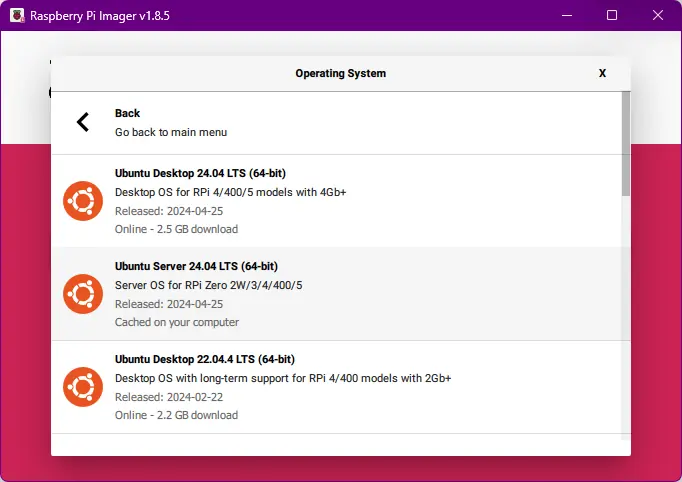 Raspberry Pi Imager v1.8.5
Operating System
X
Back
Go back to main menu
Ubuntu Desktop 24.04 LTS (64-bit)
Desktop OS for RPi 4/400/5 models with 4Gb+
Released: 2024-04-25
Online - 2.5 GB download
Ubuntu Server 24.04 LTS (64-bit)
Server OS for RPi Zero 2W/3/4/400/5
Released: 2024-04-25
Cached on your computer
Ubuntu Desktop 22.04.4 LTS (64-bit)
Desktop OS with long-term support for RPi 4/400 models with 2Gb+
Released: 2024-02-22
Online - 2.2 GB download